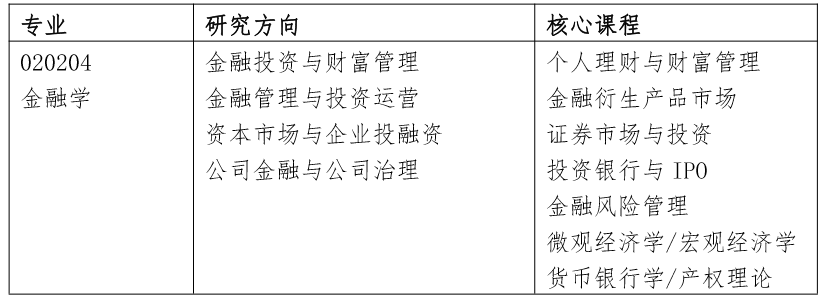 专业 研究方向 核心课程
020204 金融投资与财富管理 个人理财与财富管理
金融学 金融管理与投资运营 金融衍生产品市场
资本市场与企业投融资 证券市场与投资
公司金融与公司治理 投资银行与 IPO
金融风险管理
微观经济学/宏观经济学
货币银行学/产权理论